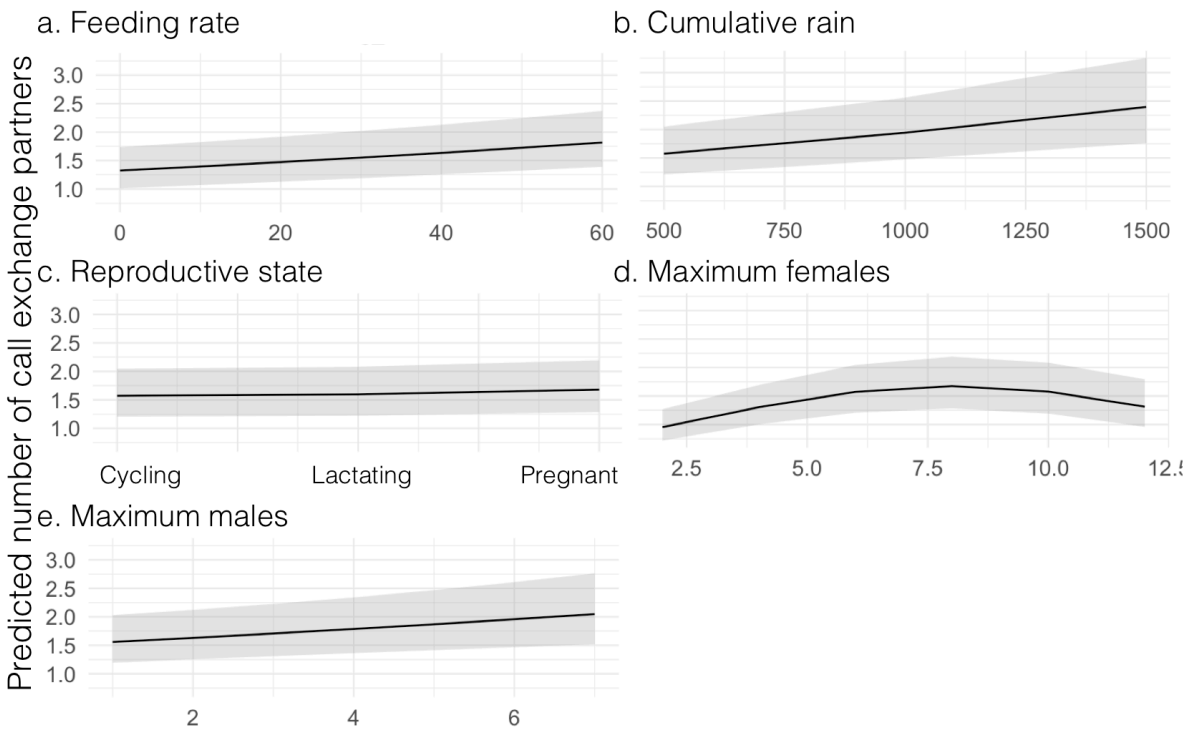 Predicted number of call exchange partners
a. Feeding rate
3.0
2.5
2.0
1.5
1.0
0 20 40 60
b. Cumulative rain
500 750 1000 1250 1500
c. Reproductive state
3.0
2.5
2.0
1.5
1.0
Cycling Lactating Pregnant
d. Maximum females
2.5 5.0 7.5 10.0
e. Maximum males
3.0
2.5
2.0
1.5
1.0
2 4 6